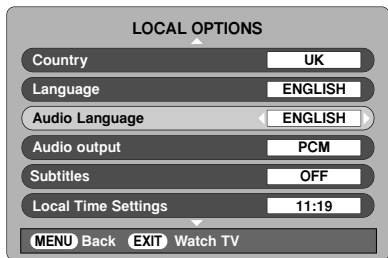 LOCAL OPTIONS
Country UK
Language ENGLISH
Audio Language ENGLISH
Audio output PCM
Subtitles OFF
Local Time Settings 11:19
MENU Back EXIT Watch TV